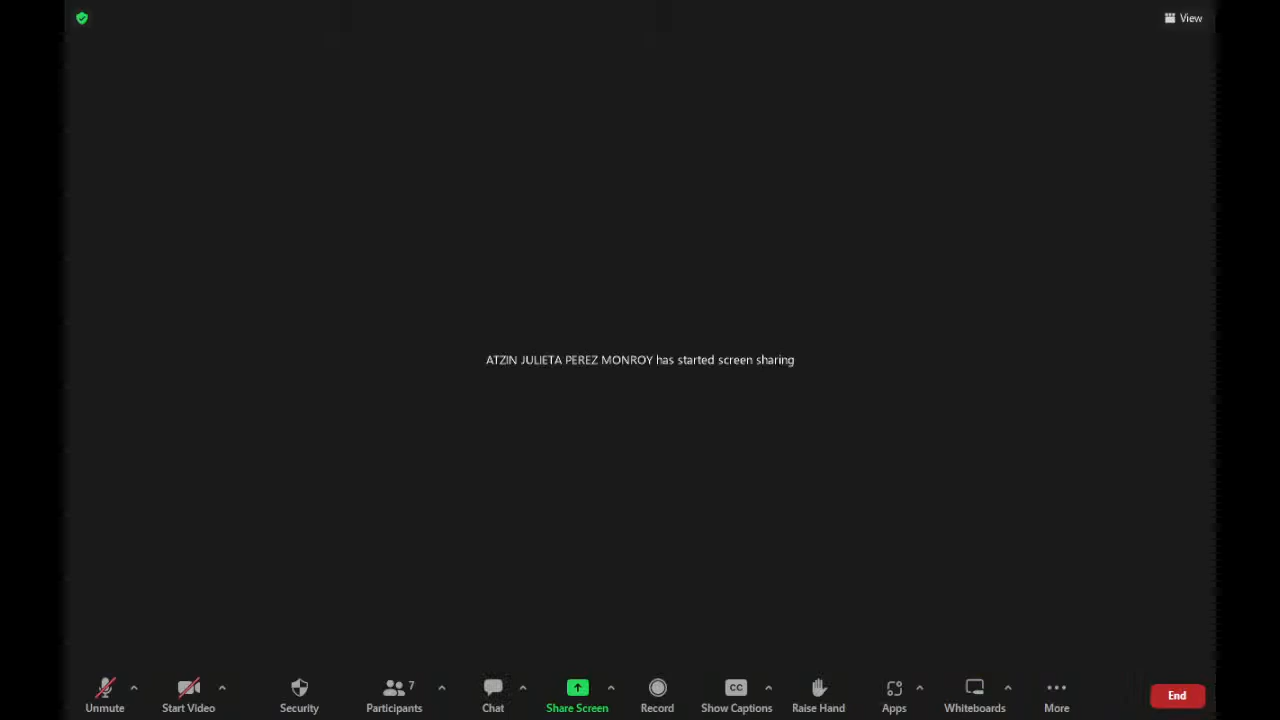 View
ATZIN JULIETA PEREZ MONROY has started screen sharing
Unmute
Start Video
Security
7
Participants
Chat
Share Screen
Record
CC
Show Captions
Raise Hand
Apps
Whiteboards
More
End